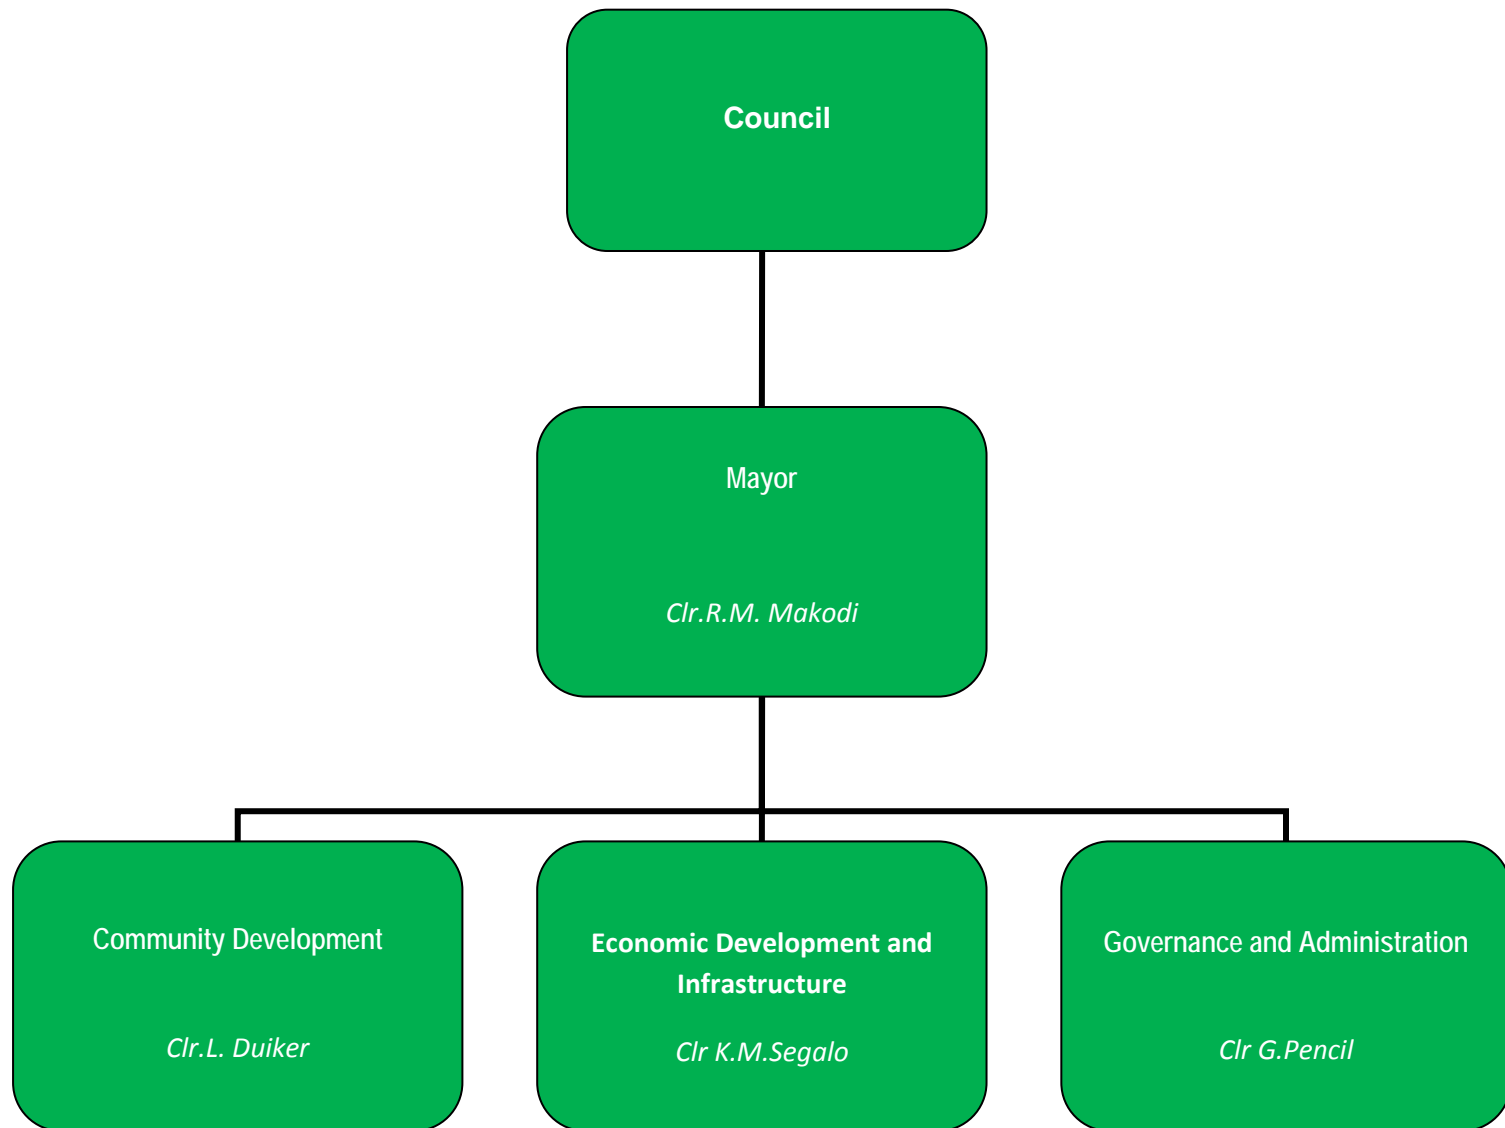 Council
Mayor
Clr.R.M. Makodi
Community Development
Clr.L. Duiker
Economic Development and
Infrastructure
Clr K.M.Segalo
Governance and Administration
Clr G.Pencil